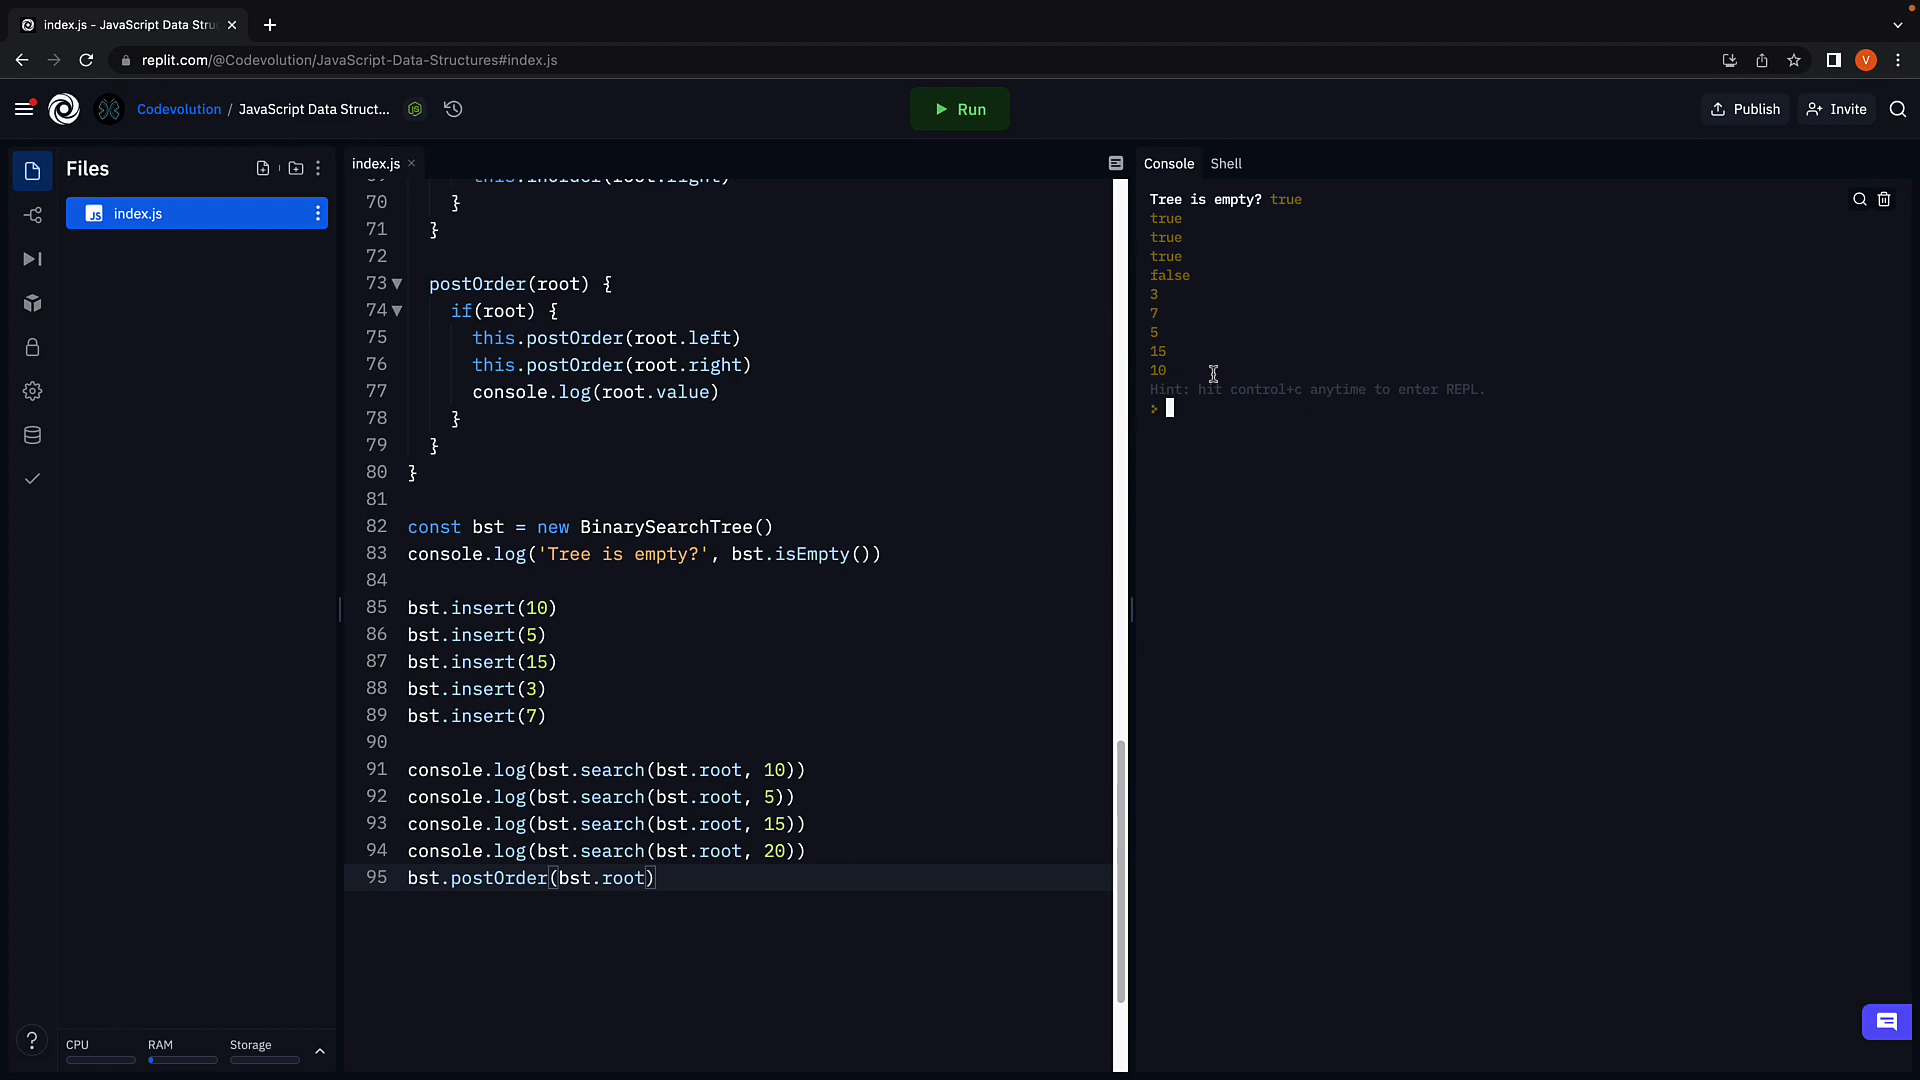 index.js - JavaScript Data Stru
replit.com/@Codevolution/JavaScript-Data-Structures#index.js
V
Codevolution / JavaScript Data Struct...
Run
Publish
Invite
Files
JS index.js
index.js
this.inOrder(root.right)
70 }
71 }
72
73 postOrder(root) {
74 if(root) {
75 this.postOrder(root.left)
76 this.postOrder(root.right)
77 console.log(root.value)
78 }
79 }
80 }
81
82 const bst = new BinarySearchTree()
83 console.log('Tree is empty?', bst.isEmpty())
84
85 bst.insert(10)
86 bst.insert(5)
87 bst.insert(15)
88 bst.insert(3)
89 bst.insert(7)
90
91 console.log(bst.search(bst.root, 10))
92 console.log(bst.search(bst.root, 5))
93 console.log(bst.search(bst.root, 15))
94 console.log(bst.search(bst.root, 20))
95 bst.postOrder(bst.root)
Console Shell
Tree is empty? true
true
true
true
false
3
7
5
15
10
Hint: hit control+c anytime to enter REPL.
CPU RAM Storage
?